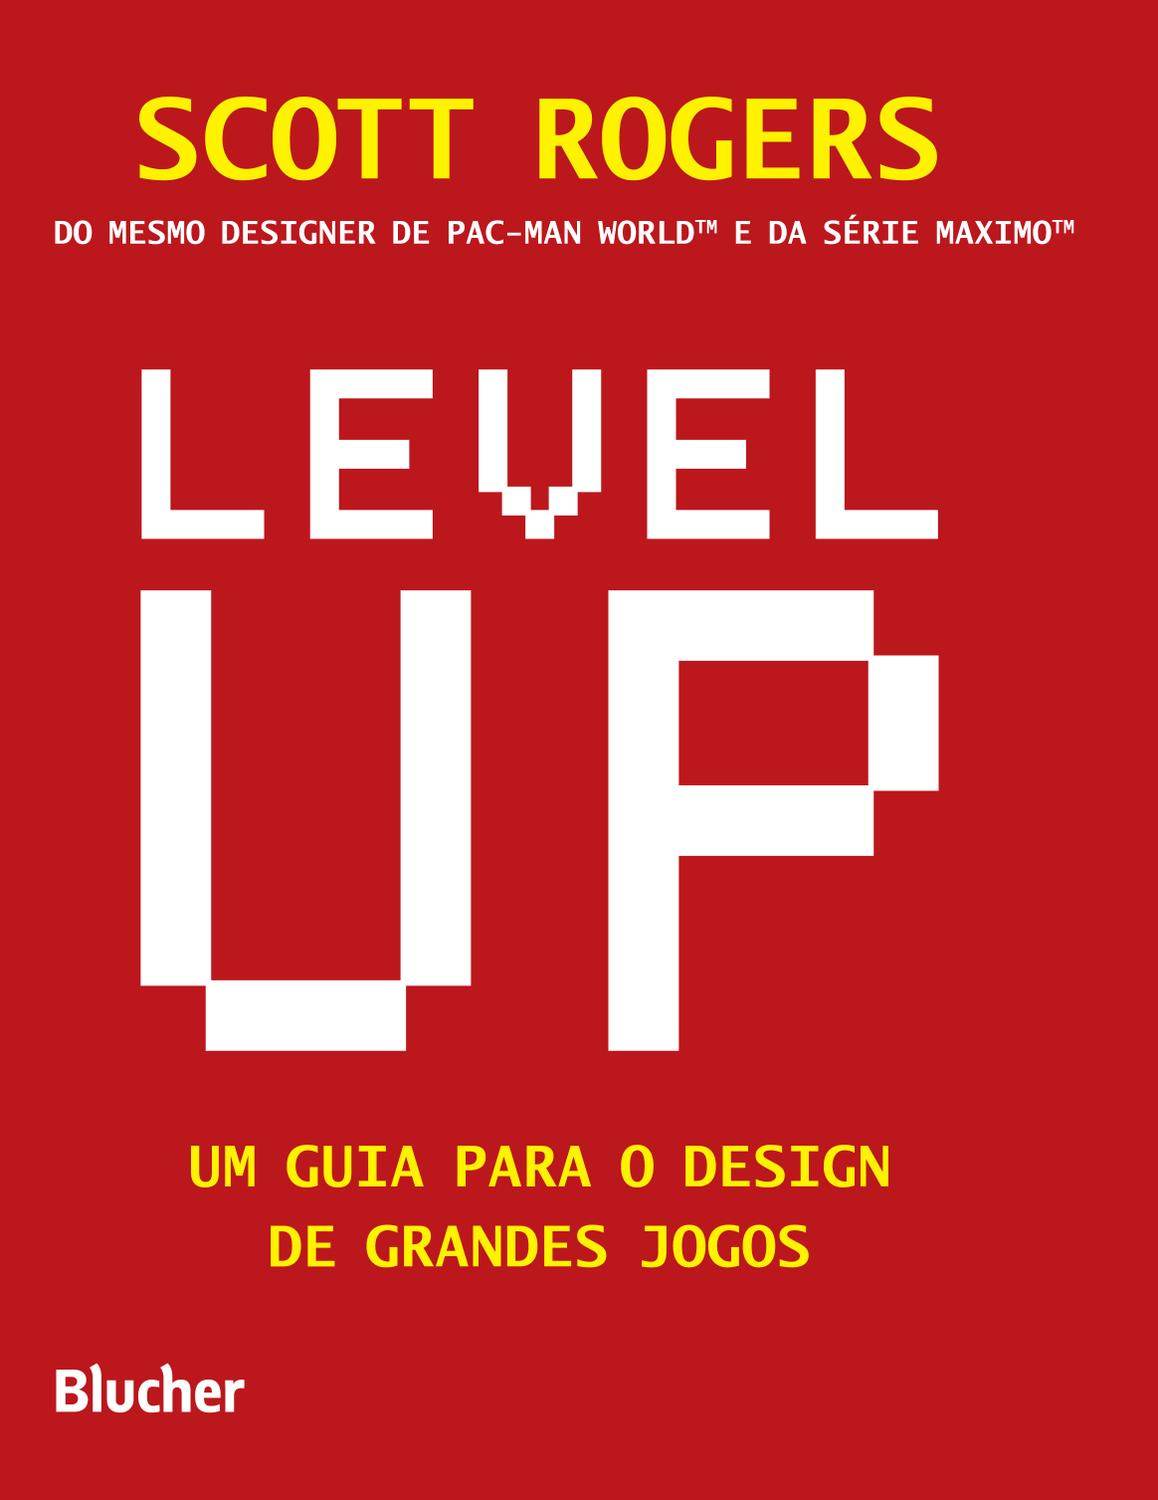 SCOTT ROGERS
DO MESMO DESIGNER DE PAC-MAN WORLD™ E DA SÉRIE MAXIMO™
LEVEL
UP
UM GUIA PARA O DESIGN
DE GRANDES JOGOS
Blucher